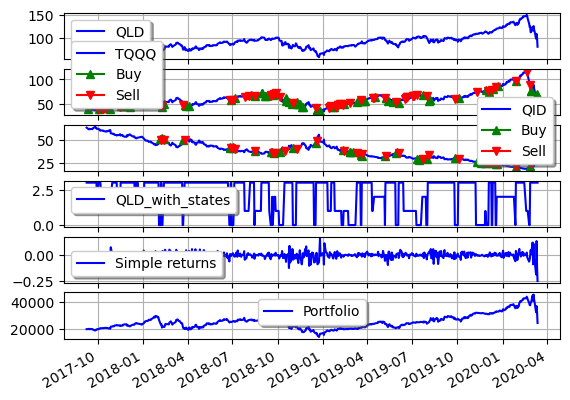 150
100
QLD
TQQQ
Buy
Sell
100
50
QID
Buy
Sell
50
25
2.5
0.0
QLD_with_states
0.00
−0.25
Simple returns
40000
20000
Portfolio
2017-10
2018-01
2018-04
2018-07
2018-10
2019-01
2019-04
2019-07
2019-10
2020-01
2020-04